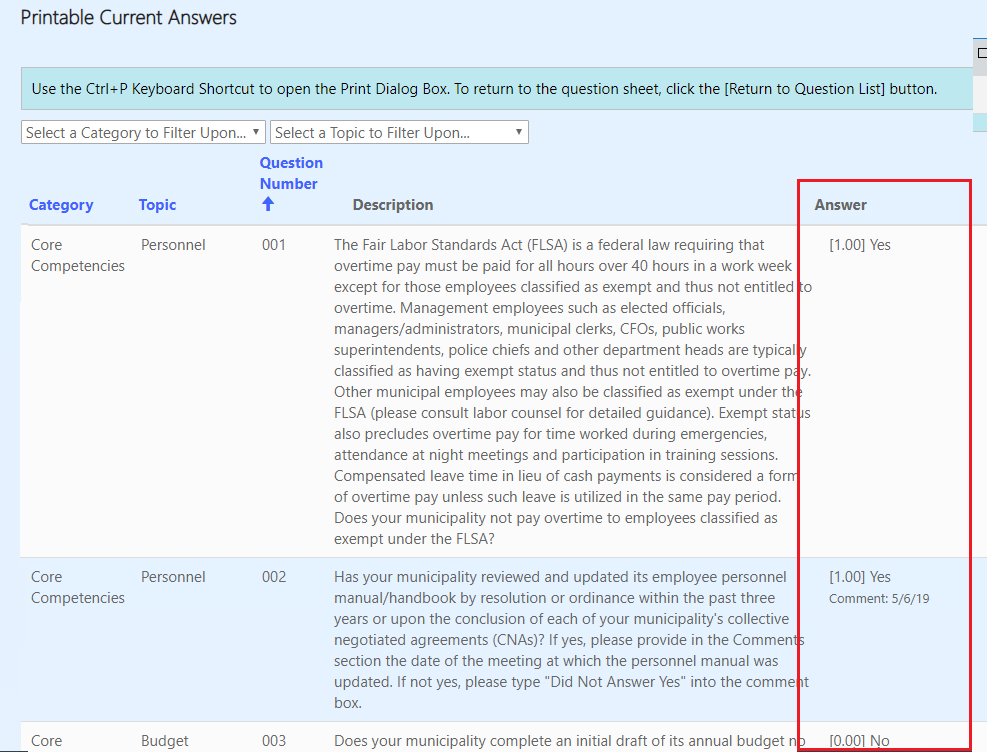 Printable Current Answers
Use the Ctrl+P Keyboard Shortcut to open the Print Dialog Box. To return to the question sheet, click the [Return to Question List] button.
Select a Category to Filter Upon... Select a Topic to Filter Upon...
Category Topic Question Number Description Answer
Core Competencies Personnel 001
The Fair Labor Standards Act (FLSA) is a federal law requiring that
overtime pay must be paid for all hours over 40 hours in a work week
except for those employees classified as exempt and thus not entitled to
overtime. Management employees such as elected officials,
managers/administrators, municipal clerks, CFOs, public works
superintendents, police chiefs and other department heads are typically
classified as having exempt status and thus not entitled to overtime pay.
Other municipal employees may also be classified as exempt under the
FLSA (please consult labor counsel for detailed guidance). Exempt status
also precludes overtime pay for time worked during emergencies,
attendance at night meetings and participation in training sessions.
Compensated leave time in lieu of cash payments is considered a form
of overtime pay unless such leave is utilized in the same pay period.
Does your municipality not pay overtime to employees classified as
exempt under the FLSA?
[1.00] Yes
Core Competencies Personnel 002
Has your municipality reviewed and updated its employee personnel
manual/handbook by resolution or ordinance within the past three
years or upon the conclusion of each of your municipality's collective
negotiated agreements (CNAs)? If yes, please provide in the Comments
section the date of the meeting at which the personnel manual was
updated. If not yes, please type "Did Not Answer Yes" into the comment
box.
[1.00] Yes
Comment: 5/6/19
Core Budget 003 Does your municipality complete an initial draft of its annual budget no [0.00] No